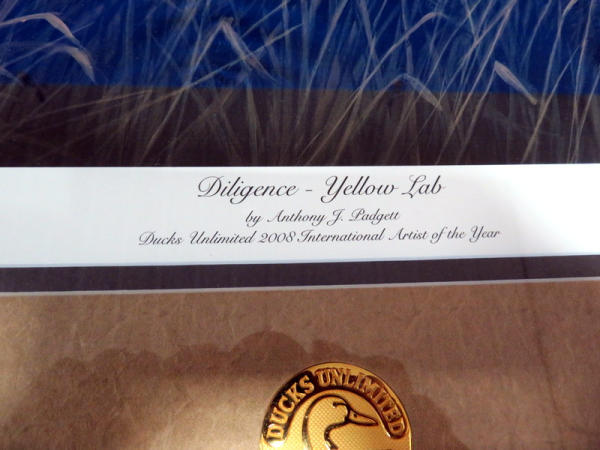 Diligence - Yellow Lab
by Anthony J. Padgett
Ducks Unlimited 2008 International Artist of the Year
DUCKS UNLIMITED